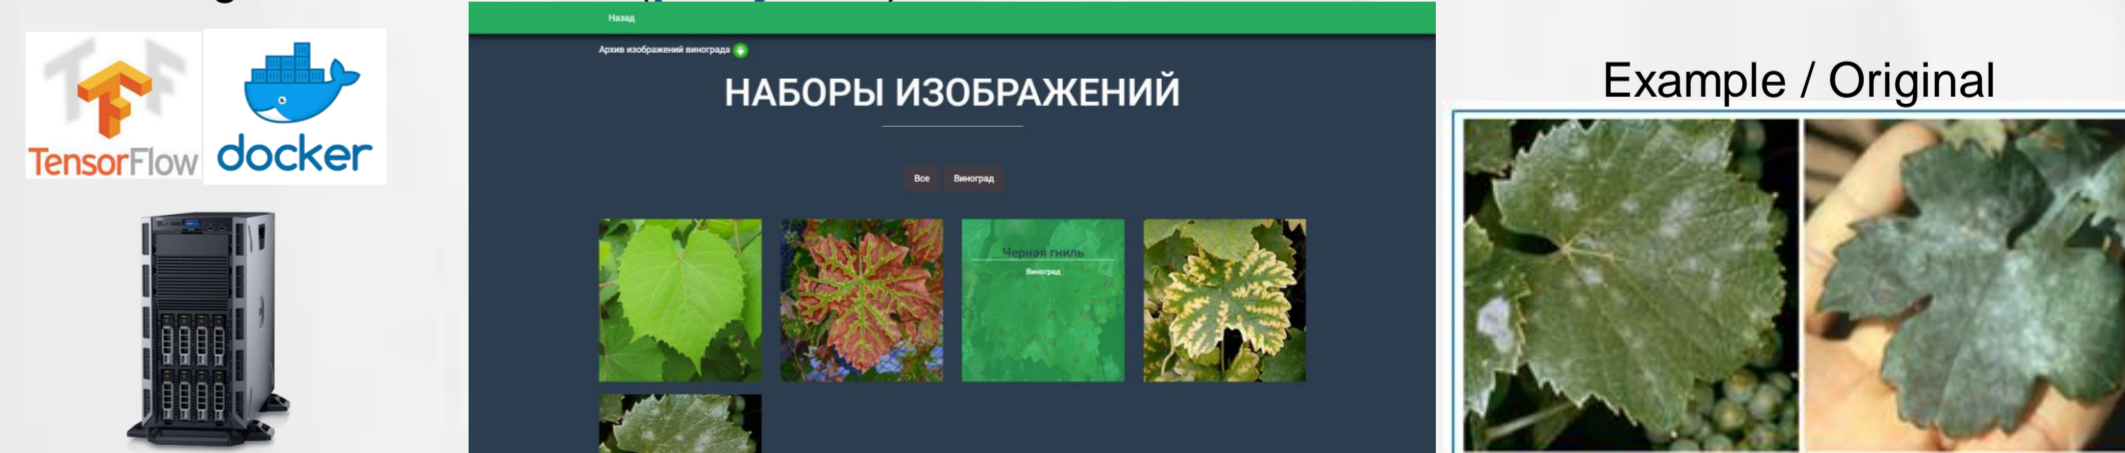 TensorFlow
docker
Назад
Архив изображений винограда
НАБОРЫ ИЗОБРАЖЕНИЙ
Все
Виноград
Черная гниль
Виноград
Example / Original